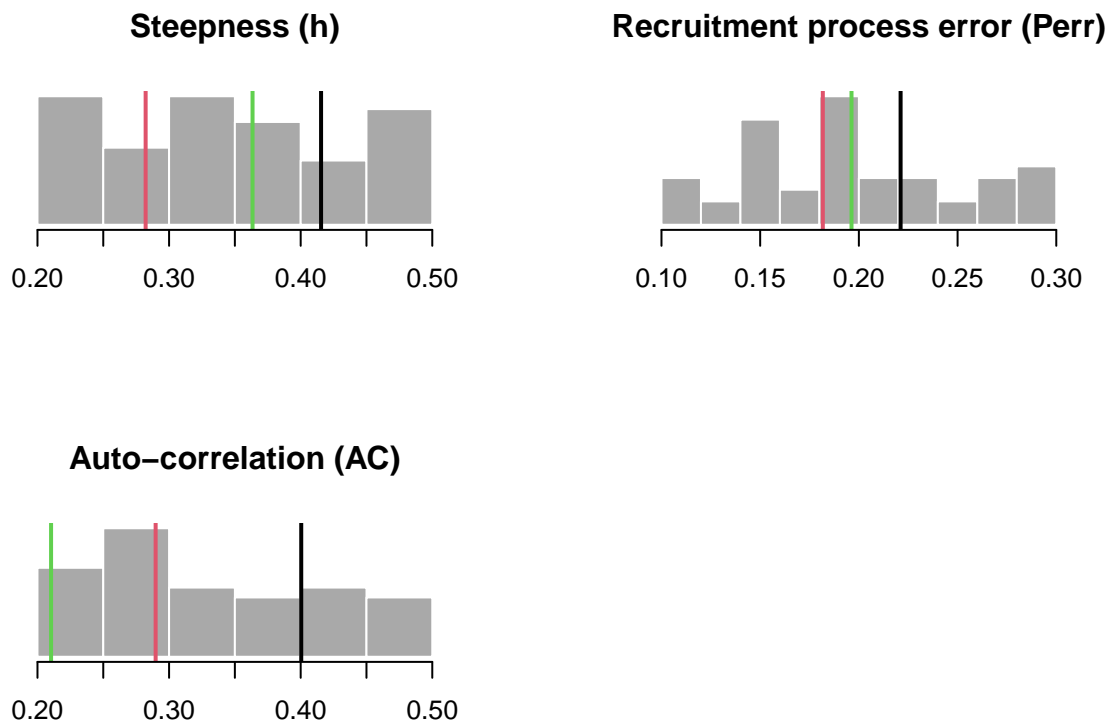 Steepness (h)
0.20 0.30 0.40 0.50
Recruitment process error (Perr)
0.10 0.15 0.20 0.25 0.30
Auto−correlation (AC)
0.20 0.30 0.40 0.50